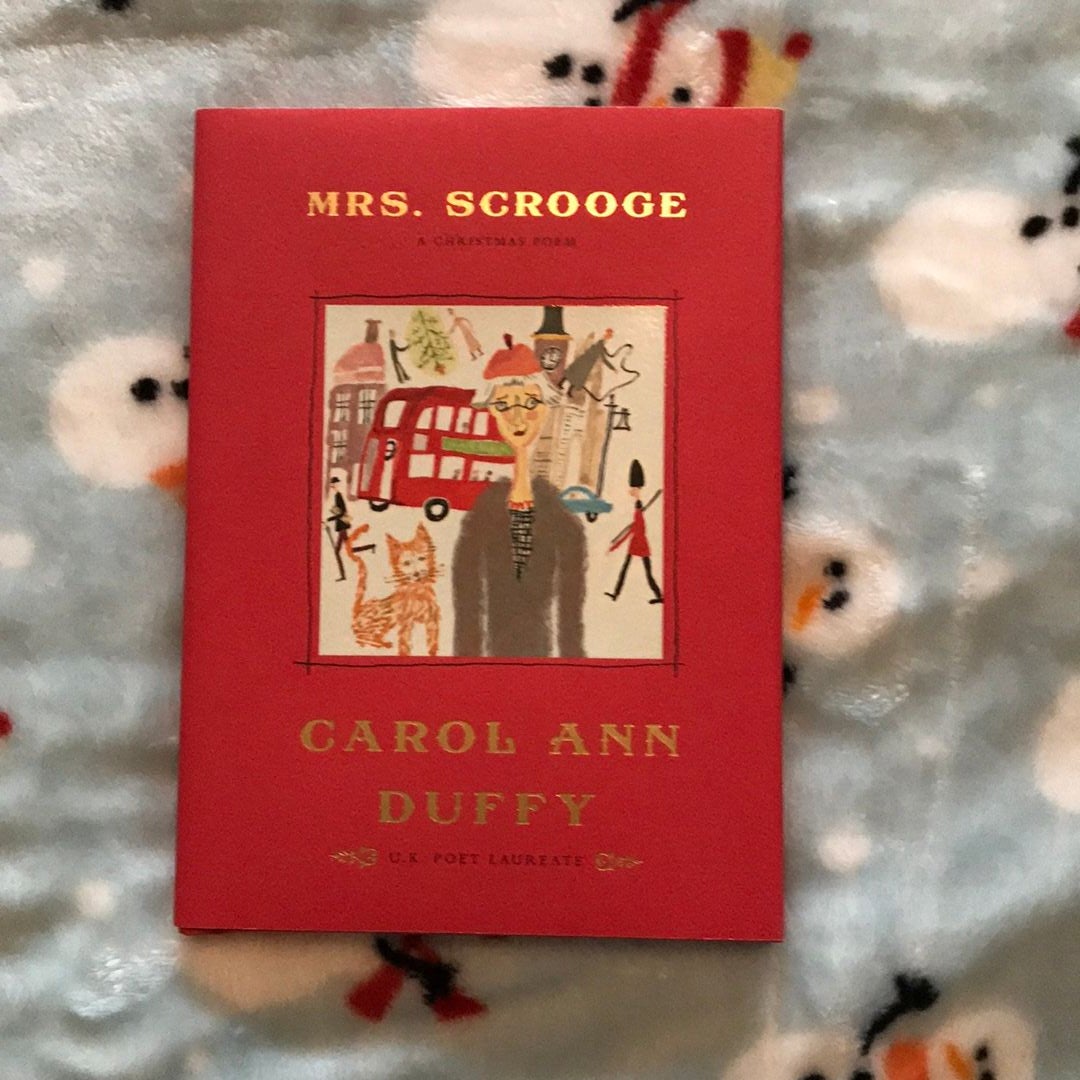 MRS. SCROOGE
A CHRISTMAS POEM
CAROL ANN
DUFFY
U.K. POET LAUREATE